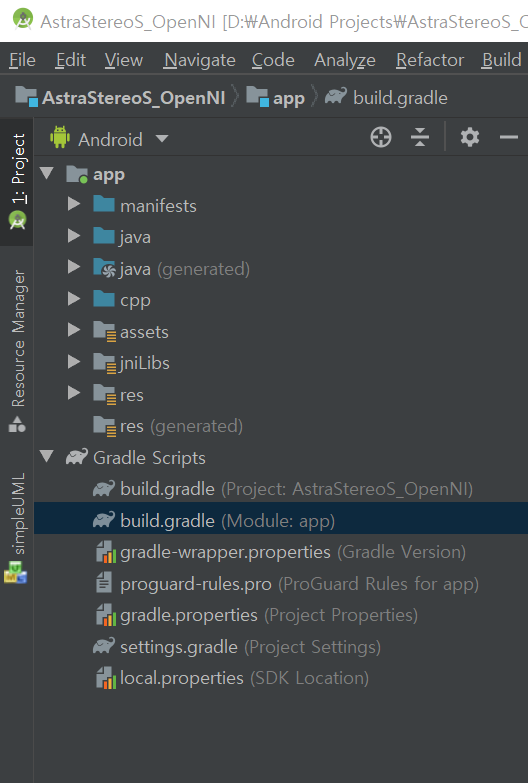 AstraStereoS_OpenNI [D:₩Android Projects₩AstraStereoS_O
File Edit View Navigate Code Analyze Refactor Build
AstraStereoS_OpenNI app build.gradle
Android
1: Project
Resource Manager
simpleUML
app
manifests
java
java (generated)
cpp
assets
jniLibs
res
res (generated)
Gradle Scripts
build.gradle (Project: AstraStereoS_OpenNI)
build.gradle (Module: app)
gradle-wrapper.properties (Gradle Version)
proguard-rules.pro (ProGuard Rules for app)
gradle.properties (Project Properties)
settings.gradle (Project Settings)
local.properties (SDK Location)